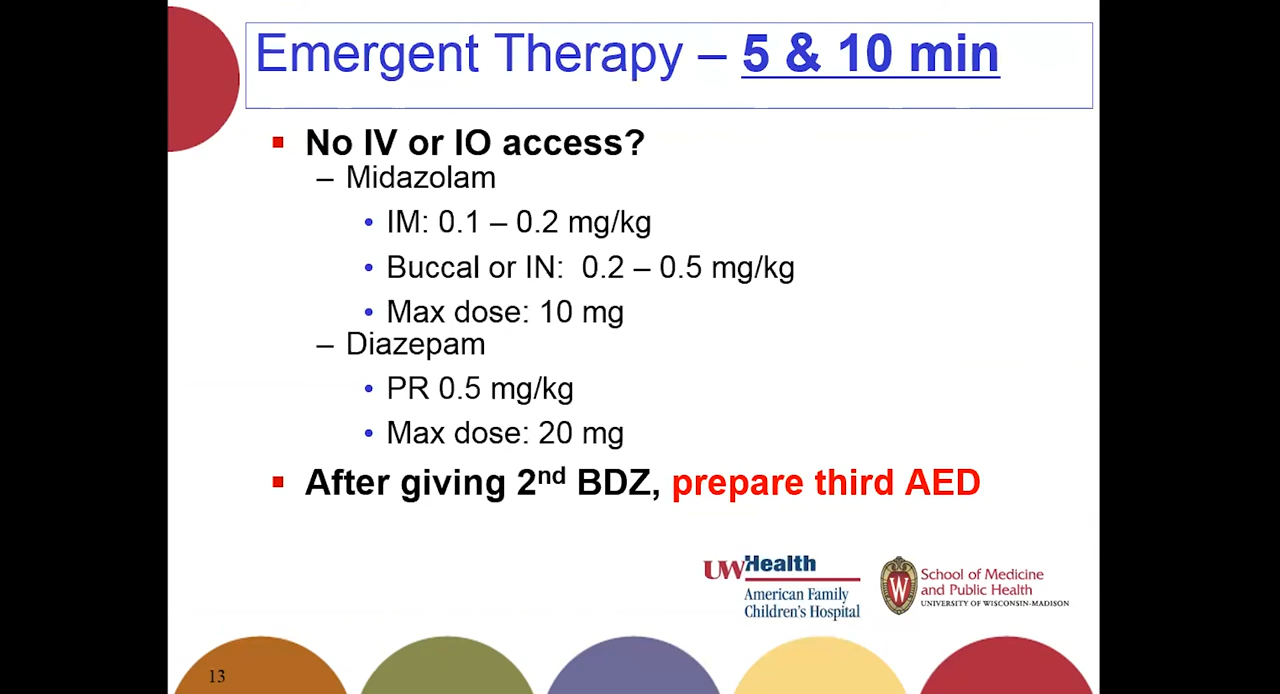 Emergent Therapy – 5 & 10 min
▪ No IV or IO access?
– Midazolam
• IM: 0.1 – 0.2 mg/kg
• Buccal or IN:  0.2 – 0.5 mg/kg
• Max dose: 10 mg
– Diazepam
• PR 0.5 mg/kg
• Max dose: 20 mg
▪ After giving 2nd BDZ, prepare third AED
UWHealth
American Family
Children's Hospital
W
School of Medicine
and Public Health
UNIVERSITY OF WISCONSIN-MADISON
13